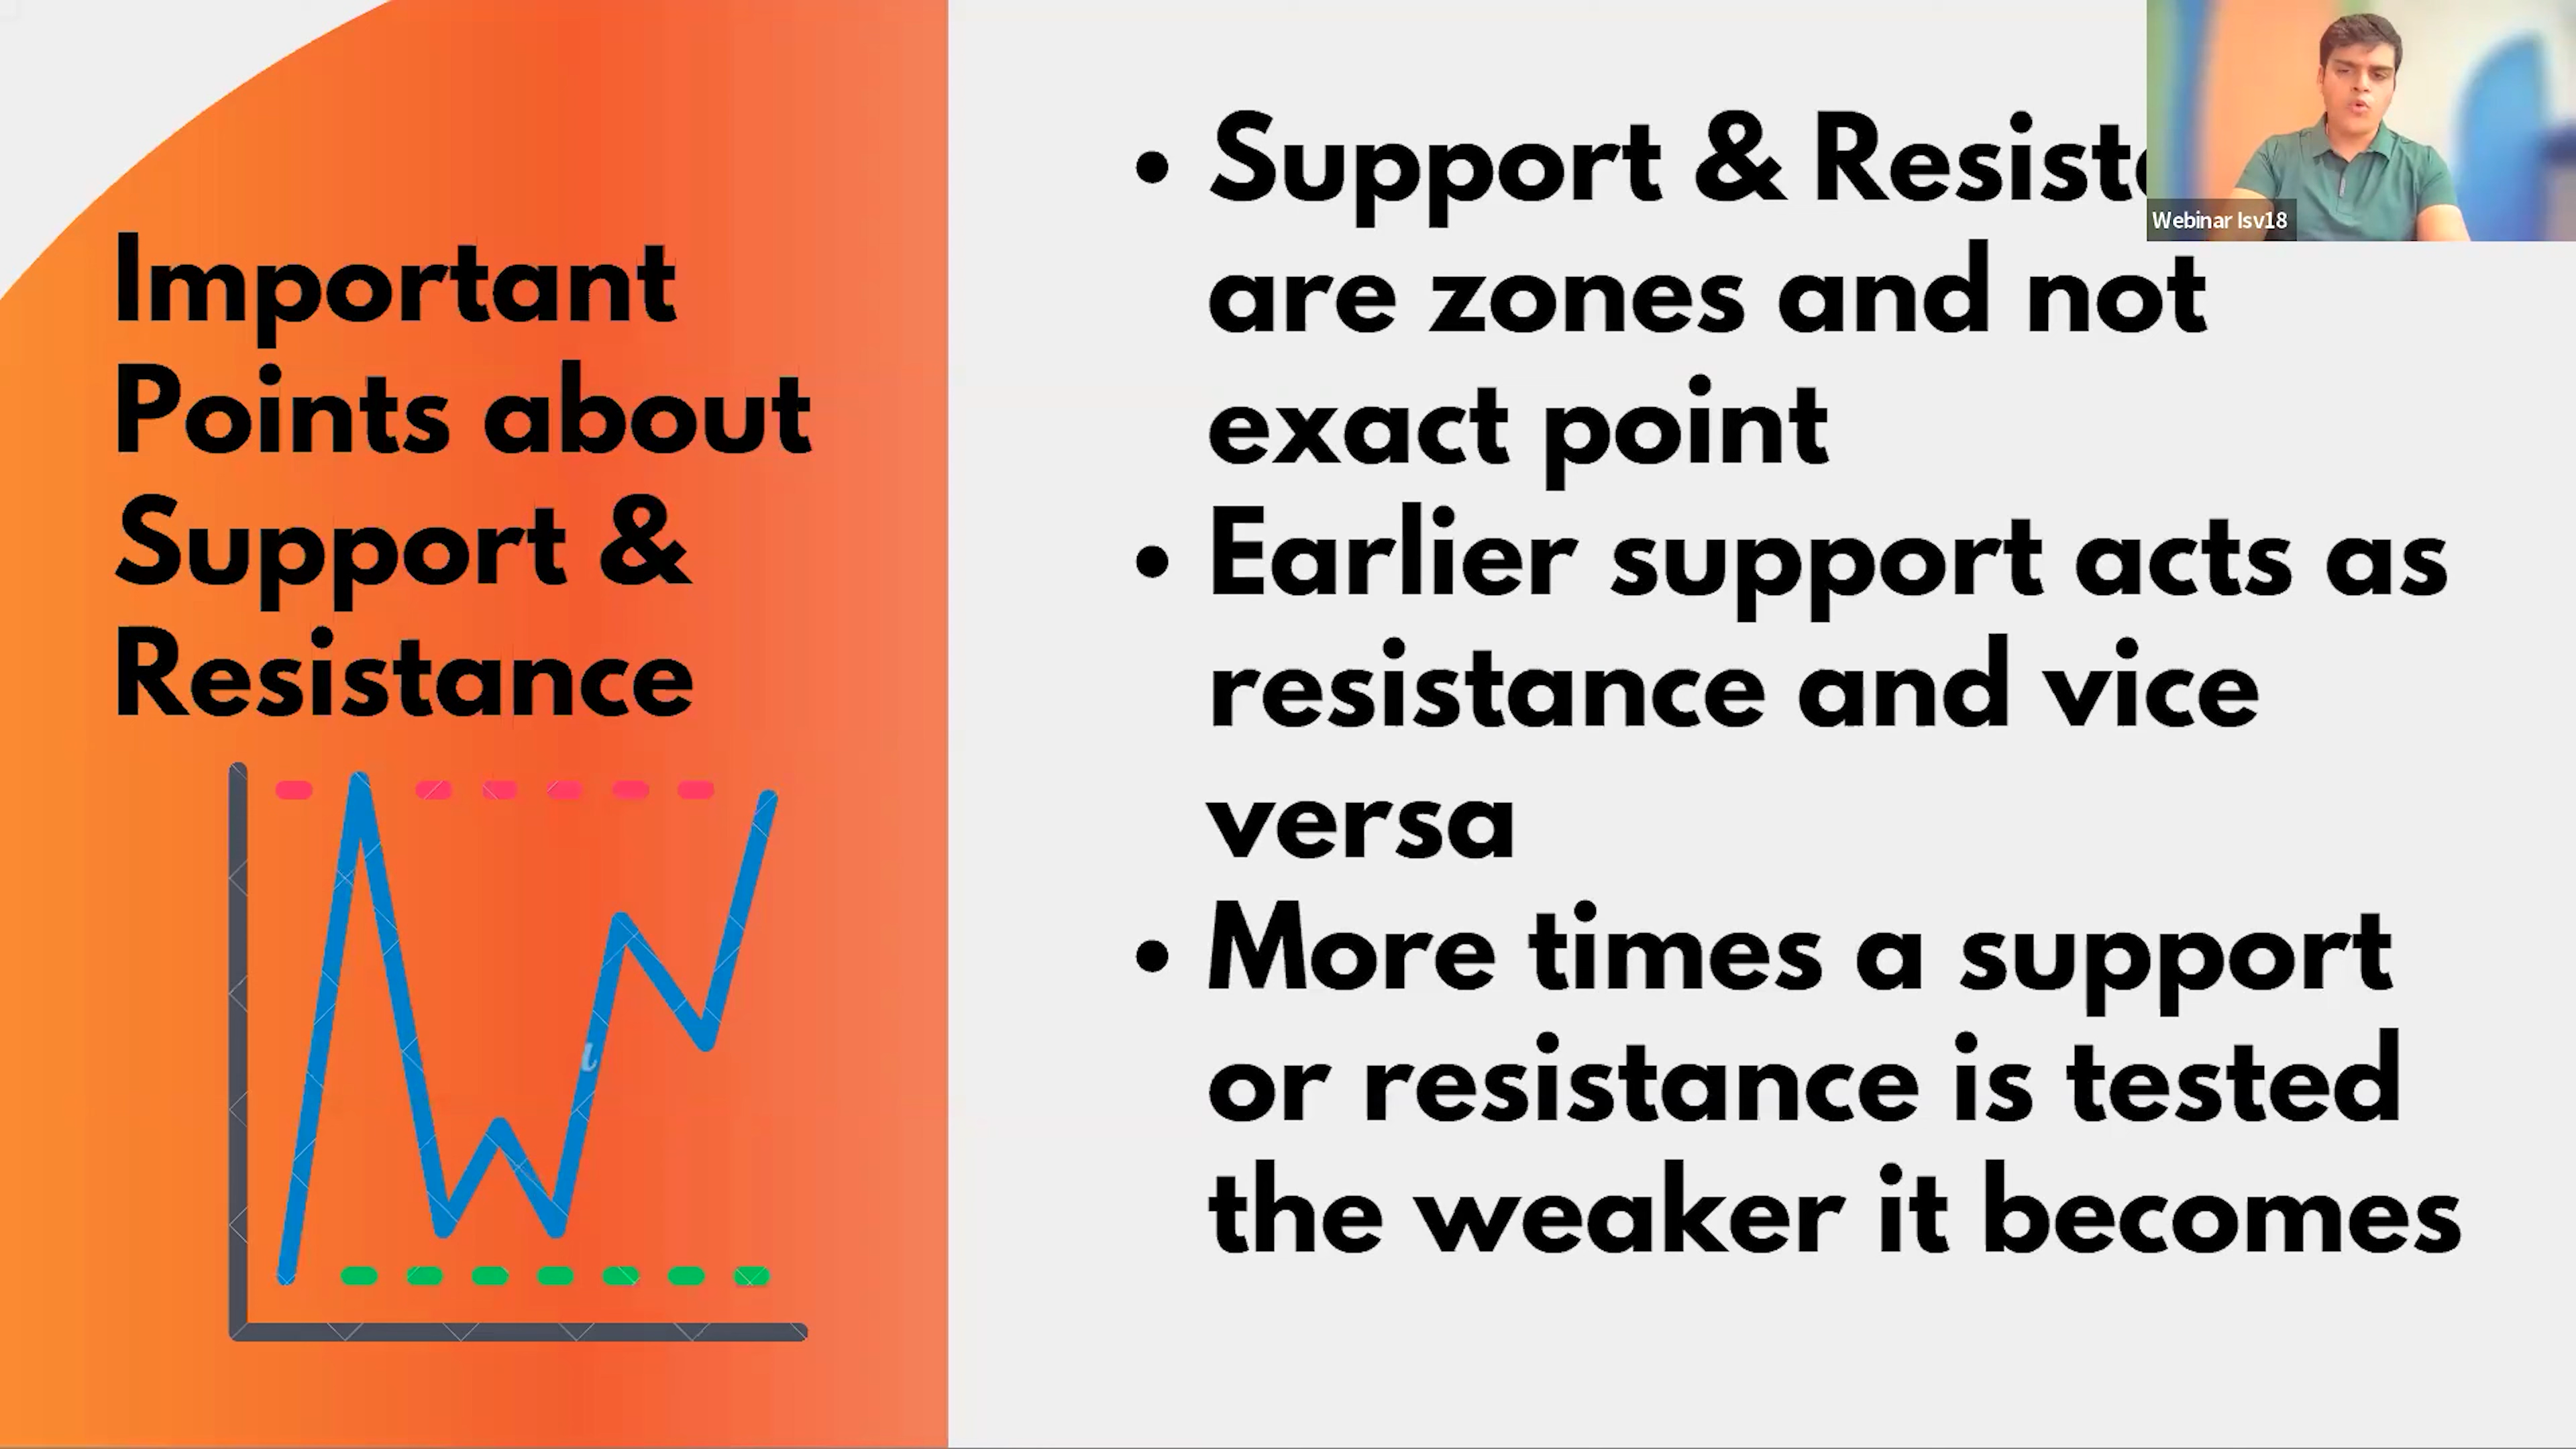 Important
Points about
Support &
Resistance
• Support & Resist
are zones and not
exact point
• Earlier support acts as
resistance and vice
versa
• More times a support
or resistance is tested
the weaker it becomes
Webinar lsv18